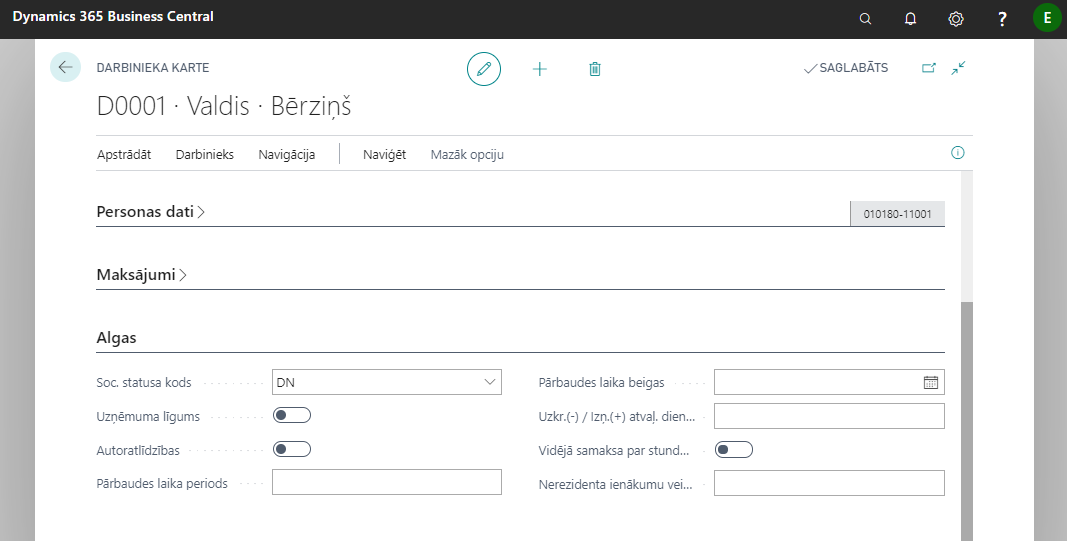 Dynamics 365 Business Central
?
E
DARBINIEKA KARTE
SAGLABĀTS
D0001 · Valdis · Bērziņš
Apstrādāt Darbinieks Navigācija Naviģēt Mazāk opciju
Personas dati
010180-11001
Maksājumi
Algas
Soc. statusa kods DN
Pārbaudes laika beigas
Uzņēmuma līgums
Uzkr.(-) / Izņ.(+) atvaļ. dien...
Autoratlīdzības
Vidējā samaksa par stund...
Pārbaudes laika periods
Nerezidenta ienākumu vei...